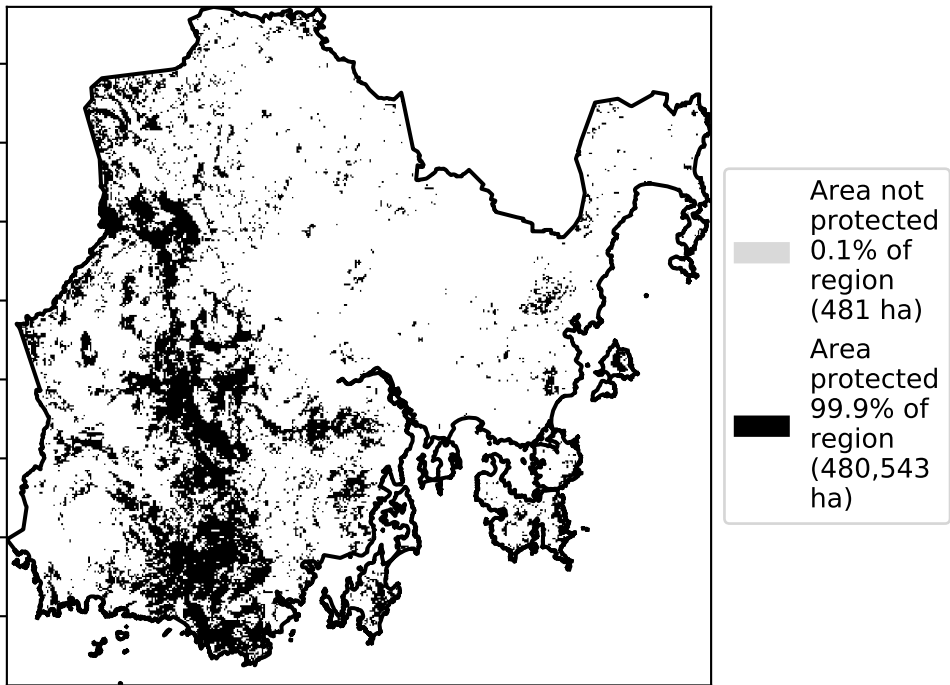 Area not
protected
0.1% of
region
(481 ha)
Area
protected
99.9% of
region
(480,543
ha)